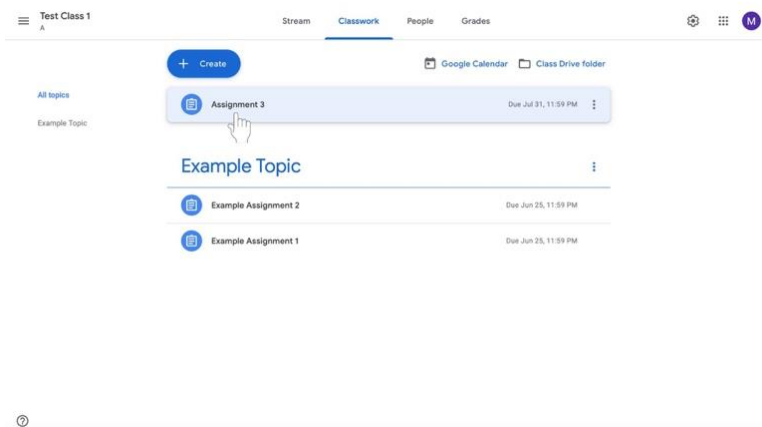 Test Class 1
A
Stream Classwork People Grades
M
Create
Google Calendar Class Drive folder
All topics
Example Topic
Assignment 3 Due Jul 31, 11:59 PM
Example Topic
Example Assignment 2 Due Jun 25, 11:59 PM
Example Assignment 1 Due Jun 25, 11:59 PM